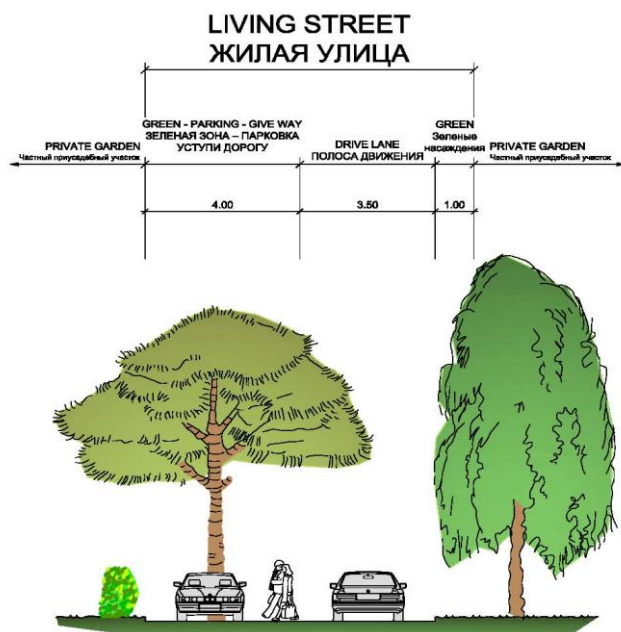 LIVING STREET
ЖИЛАЯ УЛИЦА
GREEN - PARKING - GIVE WAY
ЗЕЛЕНАЯ ЗОНА – ПАРКОВКА
УСТУПИ ДОРОГУ
GREEN
Зеленые
насаждения
PRIVATE GARDEN
Частный приусадебный участок
DRIVE LANE
ПОЛОСА ДВИЖЕНИЯ
PRIVATE GARDEN
Частный приусадебный участок
4.00
3.50
1.00